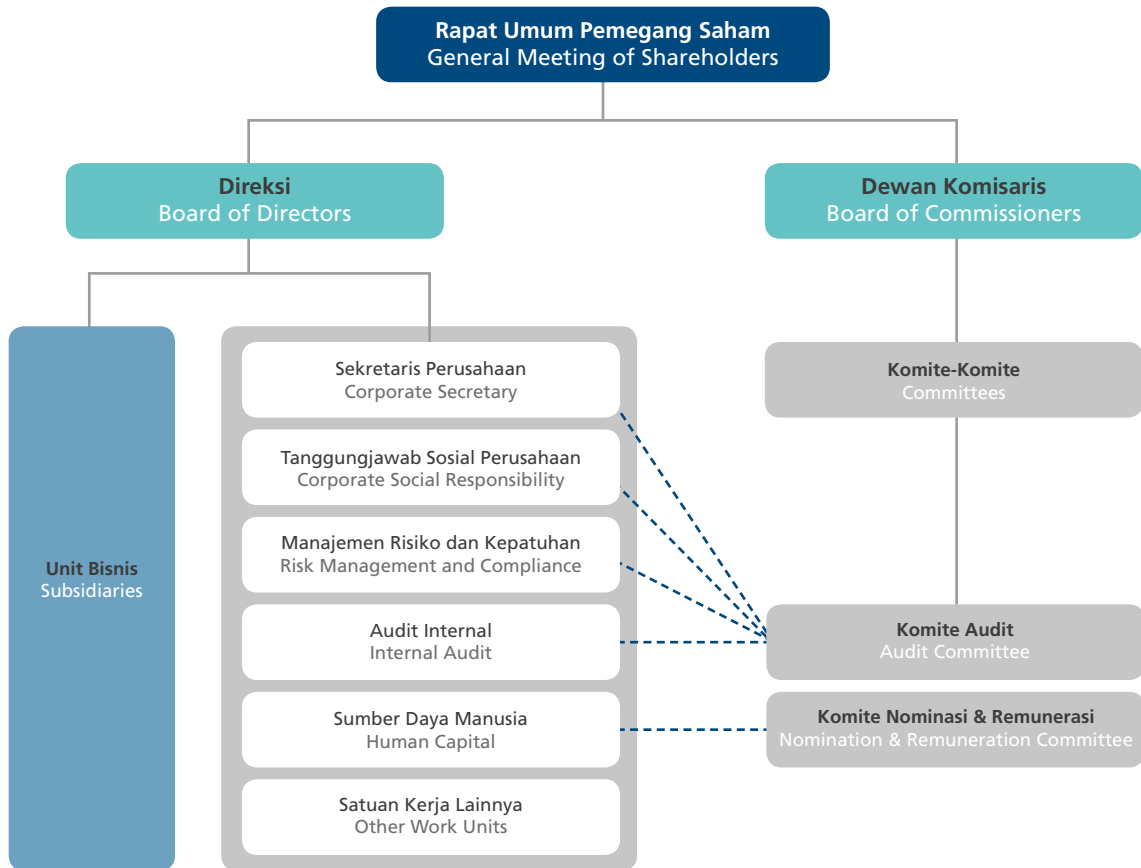 Rapat Umum Pemegang Saham
General Meeting of Shareholders
Direksi
Board of Directors
Dewan Komisaris
Board of Commissioners
Unit Bisnis
Subsidiaries
Sekretaris Perusahaan
Corporate Secretary
Tanggungjawab Sosial Perusahaan
Corporate Social Responsibility
Manajemen Risiko dan Kepatuhan
Risk Management and Compliance
Audit Internal
Internal Audit
Sumber Daya Manusia
Human Capital
Satuan Kerja Lainnya
Other Work Units
Komite-Komite
Committees
Komite Audit
Audit Committee
Komite Nominasi & Remunerasi
Nomination & Remuneration Committee